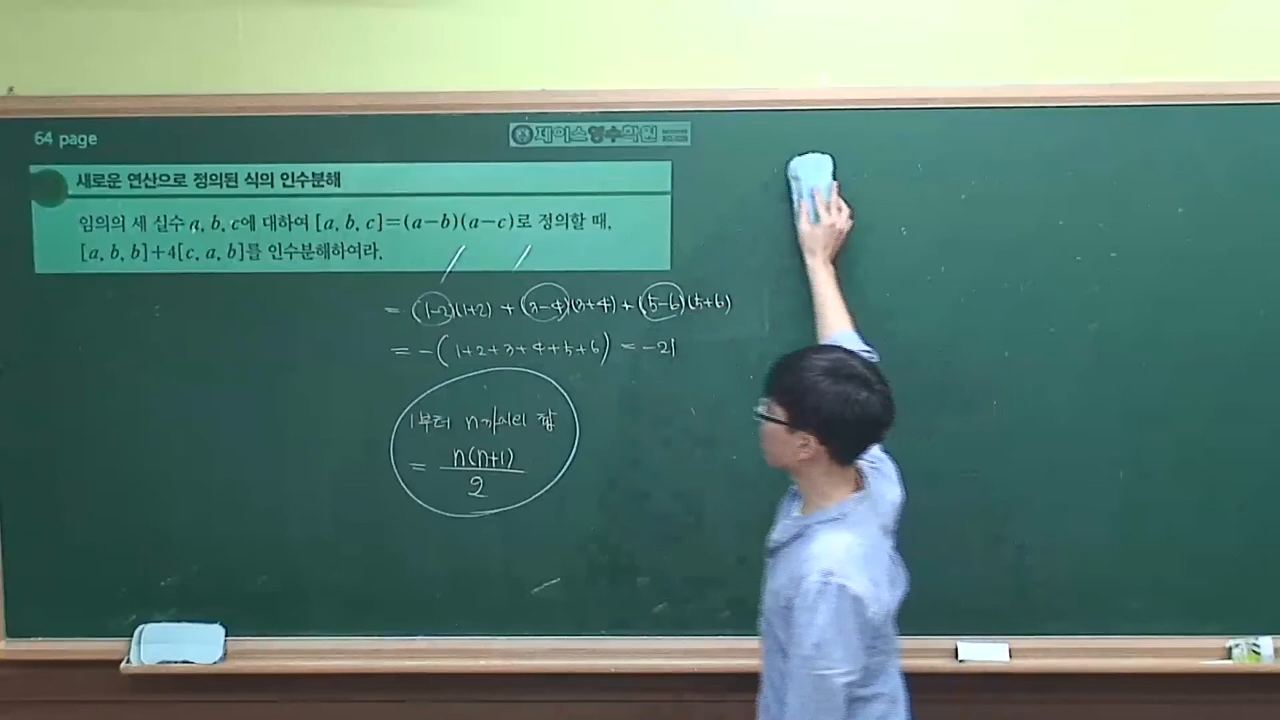 64 page
제이스영수학원
새로운 연산으로 정의된 식의 인수분해
임의의 세 실수 a, b, c에 대하여 [a, b, c]=(a-b)(a-c)로 정의할 때,
[a, b, b]+4[c, a, b]를 인수분해하여라.
= (1-2)(1+2) + (3-4)(3+4) + (5-6)(5+6)
= -(1+2+3+4+5+6) = -21
1부터 n까지의 합
= n(n+1)/2